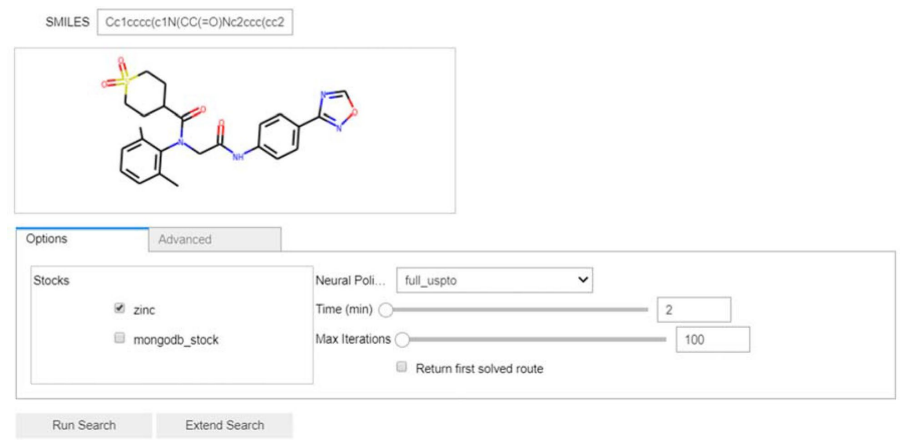 SMILES Cc1cccc(c1N(CC(=O)Nc2ccc(cc2
O
O
S
N
O
O
N
O
N
O
NH
N
Options Advanced
Stocks Neural Poli... full_uspto
zinc Time (min) 2
mongodb_stock Max Iterations 100
Return first solved route
Run Search Extend Search